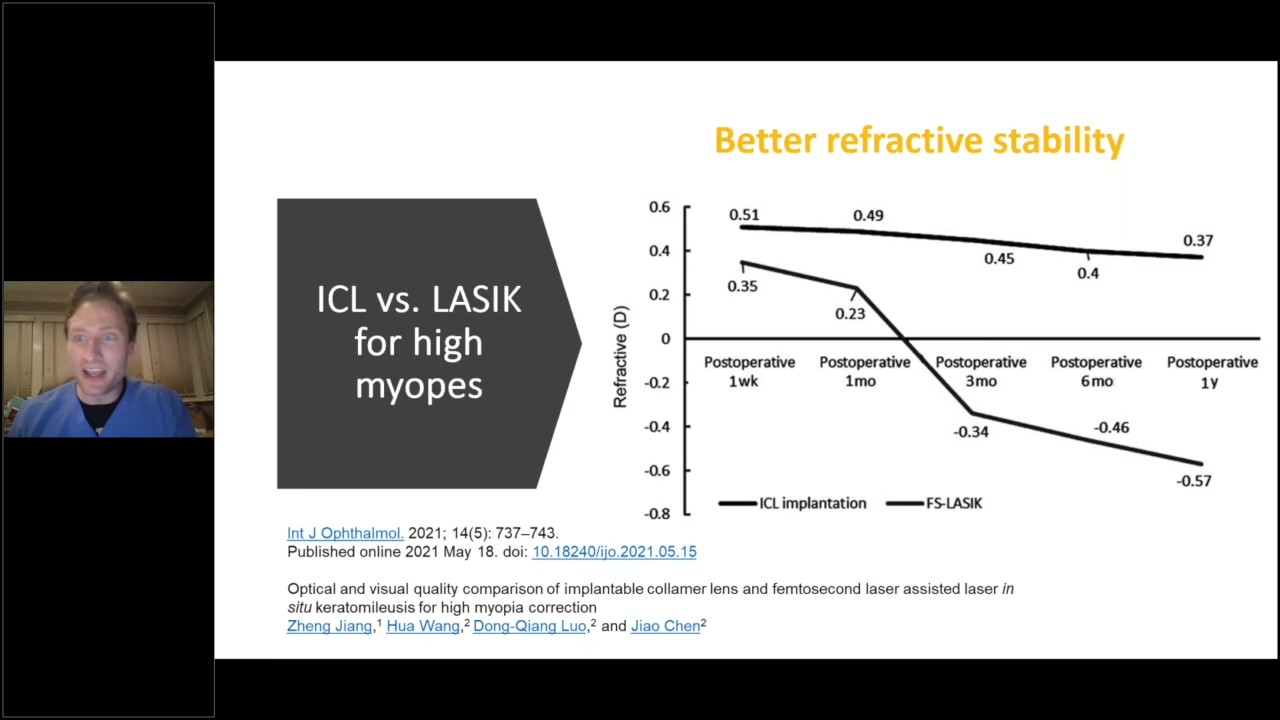 Better refractive stability
ICL vs. LASIK
for high
myopes
Refractive (D)
0.6
0.4
0.2
0
-0.2
-0.4
-0.6
-0.8
0.51
0.49
0.45
0.4
0.37
0.35
0.23
-0.34
-0.46
-0.57
Postoperative
1wk
Postoperative
1mo
Postoperative
3mo
Postoperative
6mo
Postoperative
1y
ICL implantation
FS-LASIK
Int J Ophthalmol. 2021; 14(5): 737–743.
Published online 2021 May 18. doi: 10.18240/ijo.2021.05.15
Optical and visual quality comparison of implantable collamer lens and femtosecond laser assisted laser in
situ keratomileusis for high myopia correction
Zheng Jiang,1 Hua Wang,2 Dong-Qiang Luo,2 and Jiao Chen2